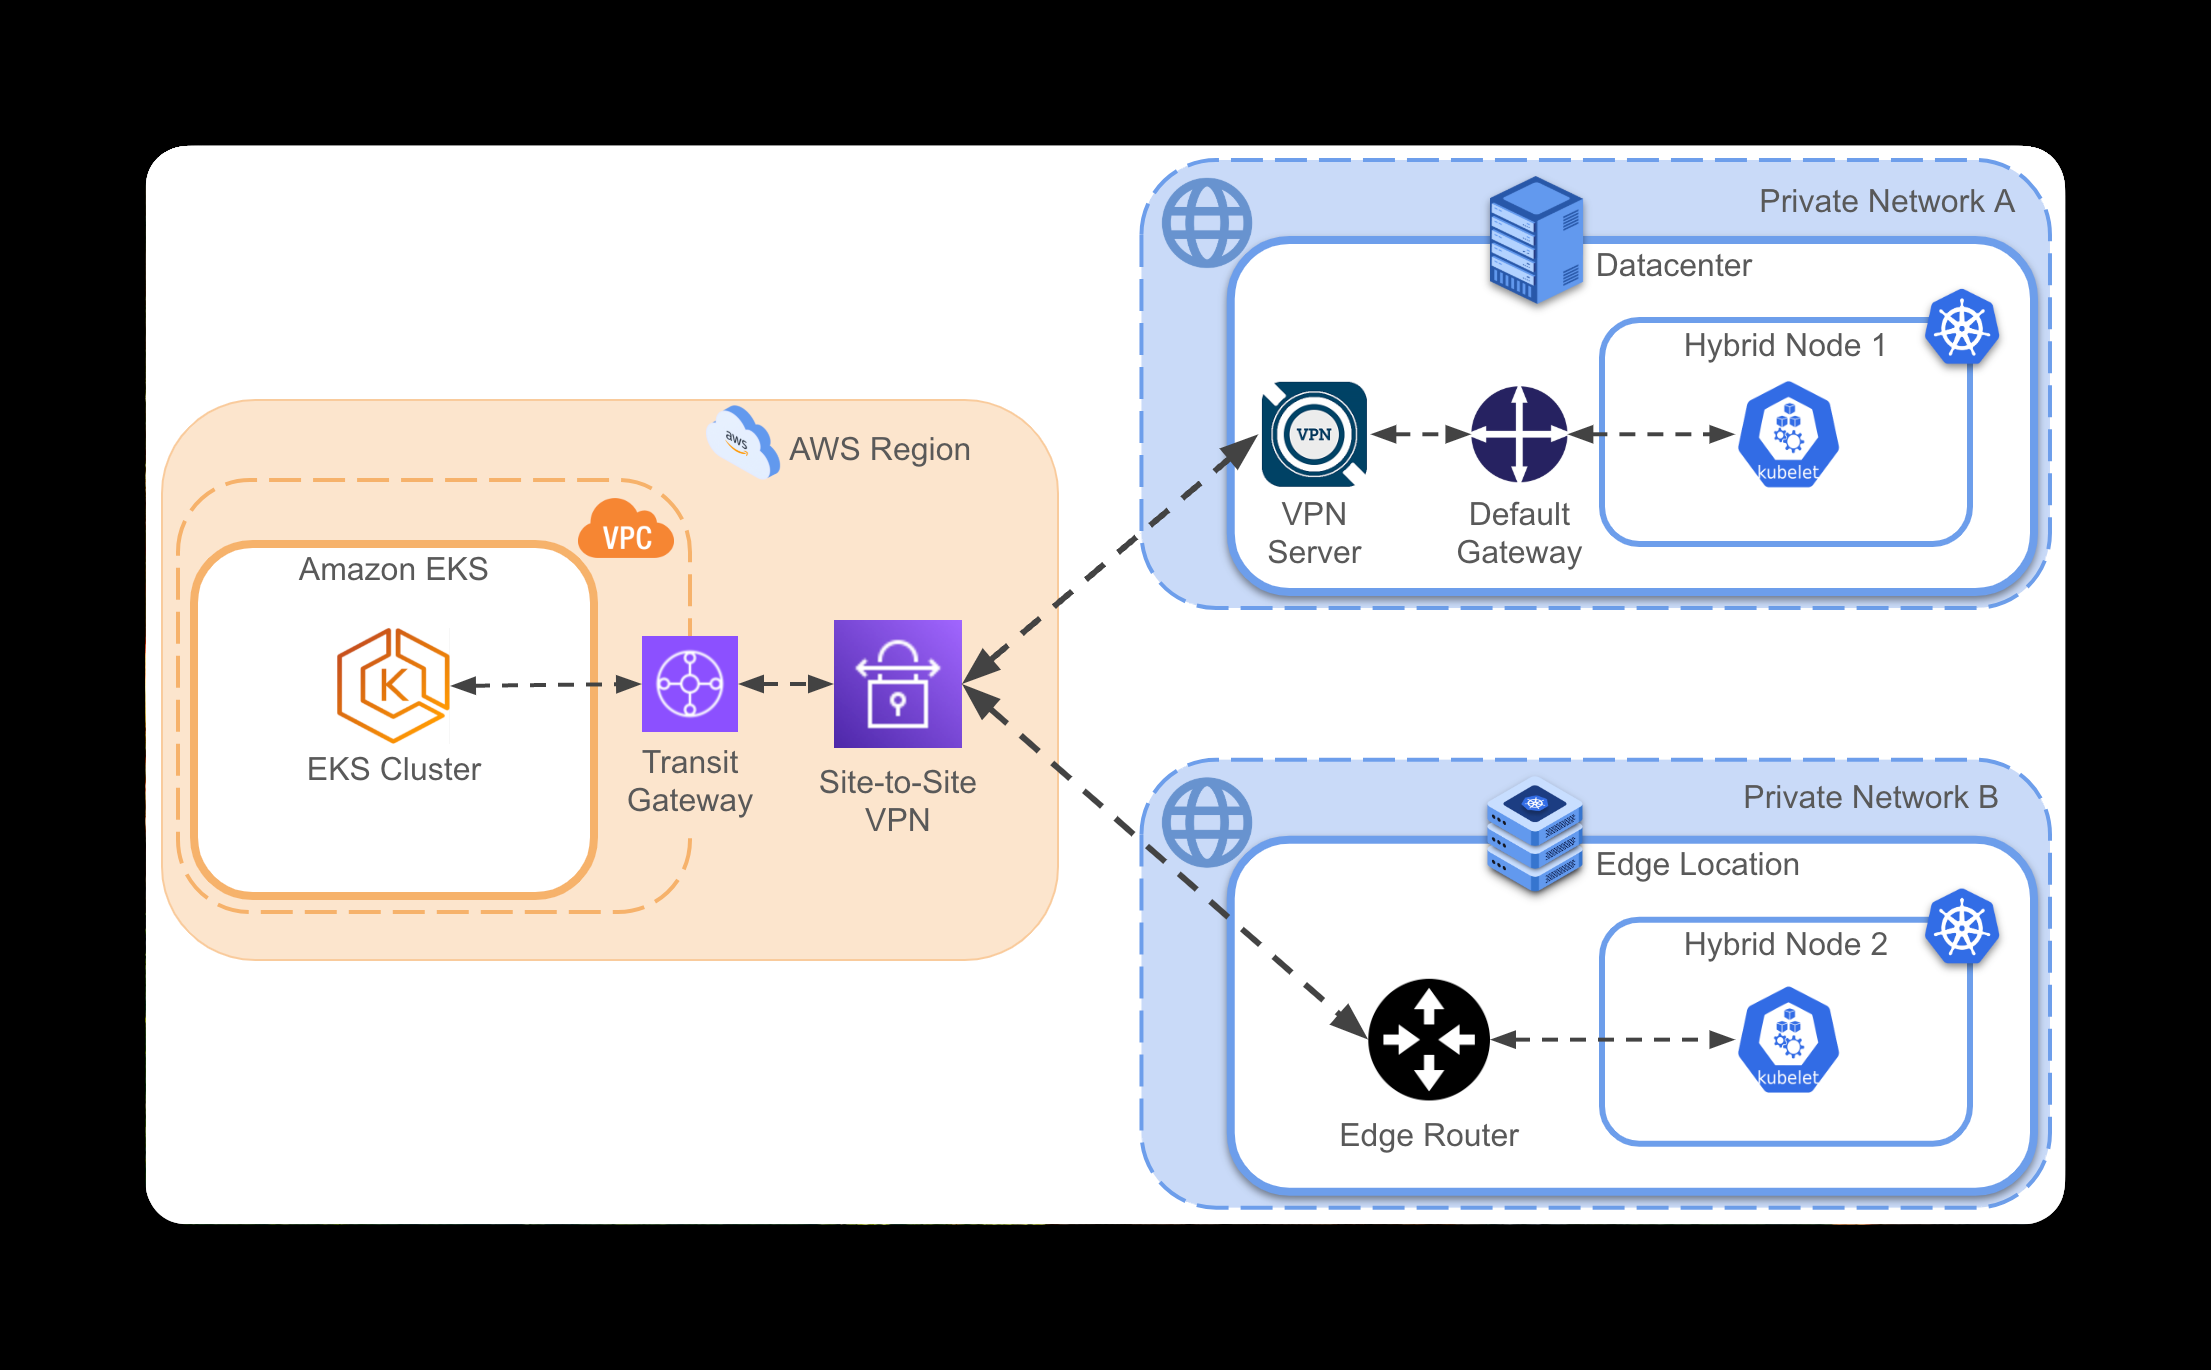 Private Network A
Datacenter
Hybrid Node 1
VPN
kubelet
VPN
Server
Default
Gateway
aws
AWS Region
VPC
Amazon EKS
K
EKS Cluster
Transit
Gateway
Site-to-Site
VPN
Private Network B
Edge Location
Hybrid Node 2
kubelet
Edge Router